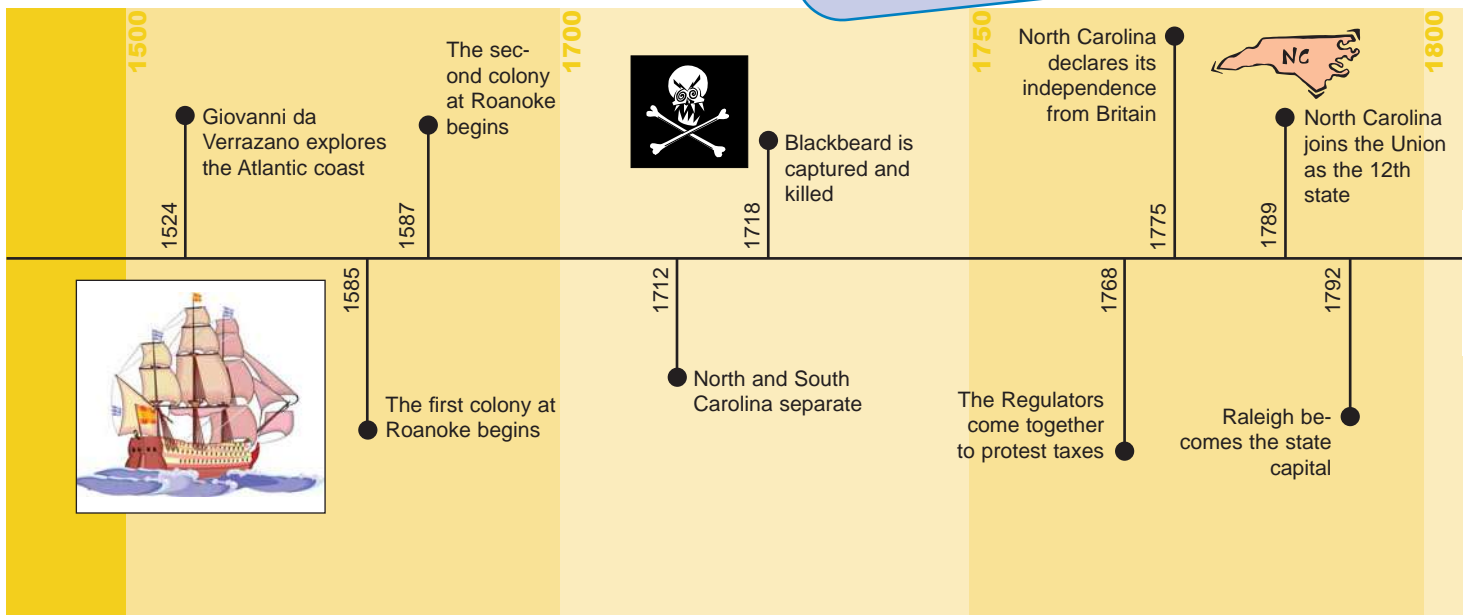 1500
1700
1750
1800
Giovanni da
Verrazano explores
the Atlantic coast
1524
The first colony at
Roanoke begins
1585
The sec-
ond colony
at Roanoke
begins
1587
North and South
Carolina separate
1712
Blackbeard is
captured and
killed
1718
The Regulators
come together
to protest taxes
1768
North Carolina
declares its
independence
from Britain
1775
NC
North Carolina
joins the Union
as the 12th
state
1789
Raleigh be-
comes the state
capital
1792